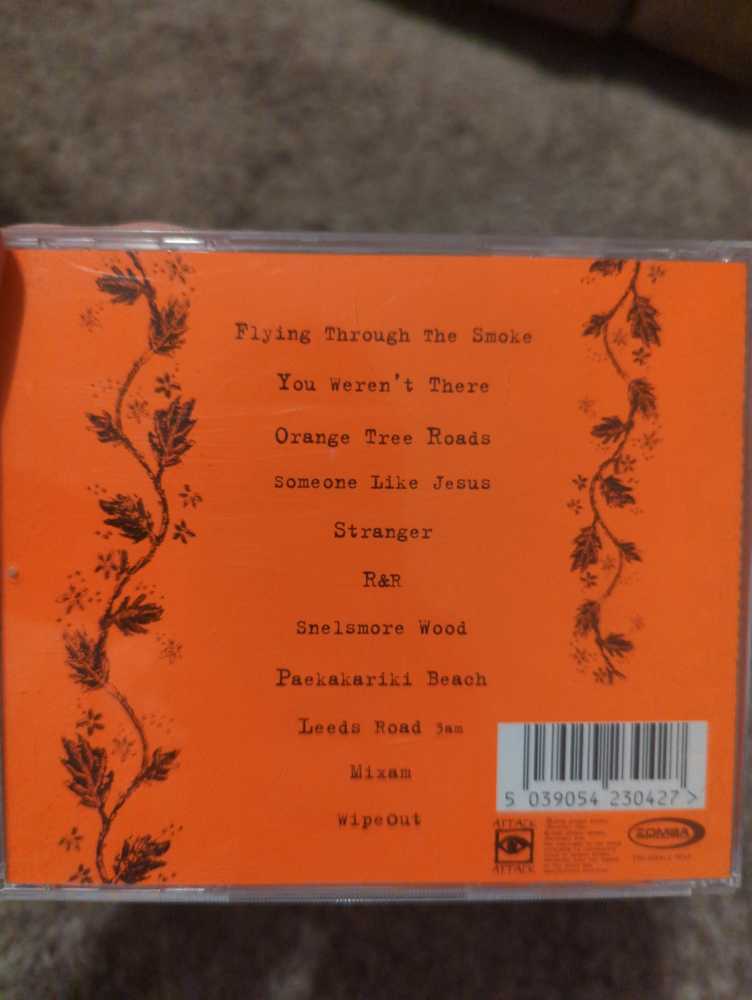 Flying Through The Smoke
You Weren't There
Orange Tree Roads
Someone Like Jesus
Stranger
R&R
Snelsmore Wood
Paekakariki Beach
Leeds Road 3am
Mixam
Wipeout
5 039054 230427 >
ATTACK
ATTACK
ZOMBA